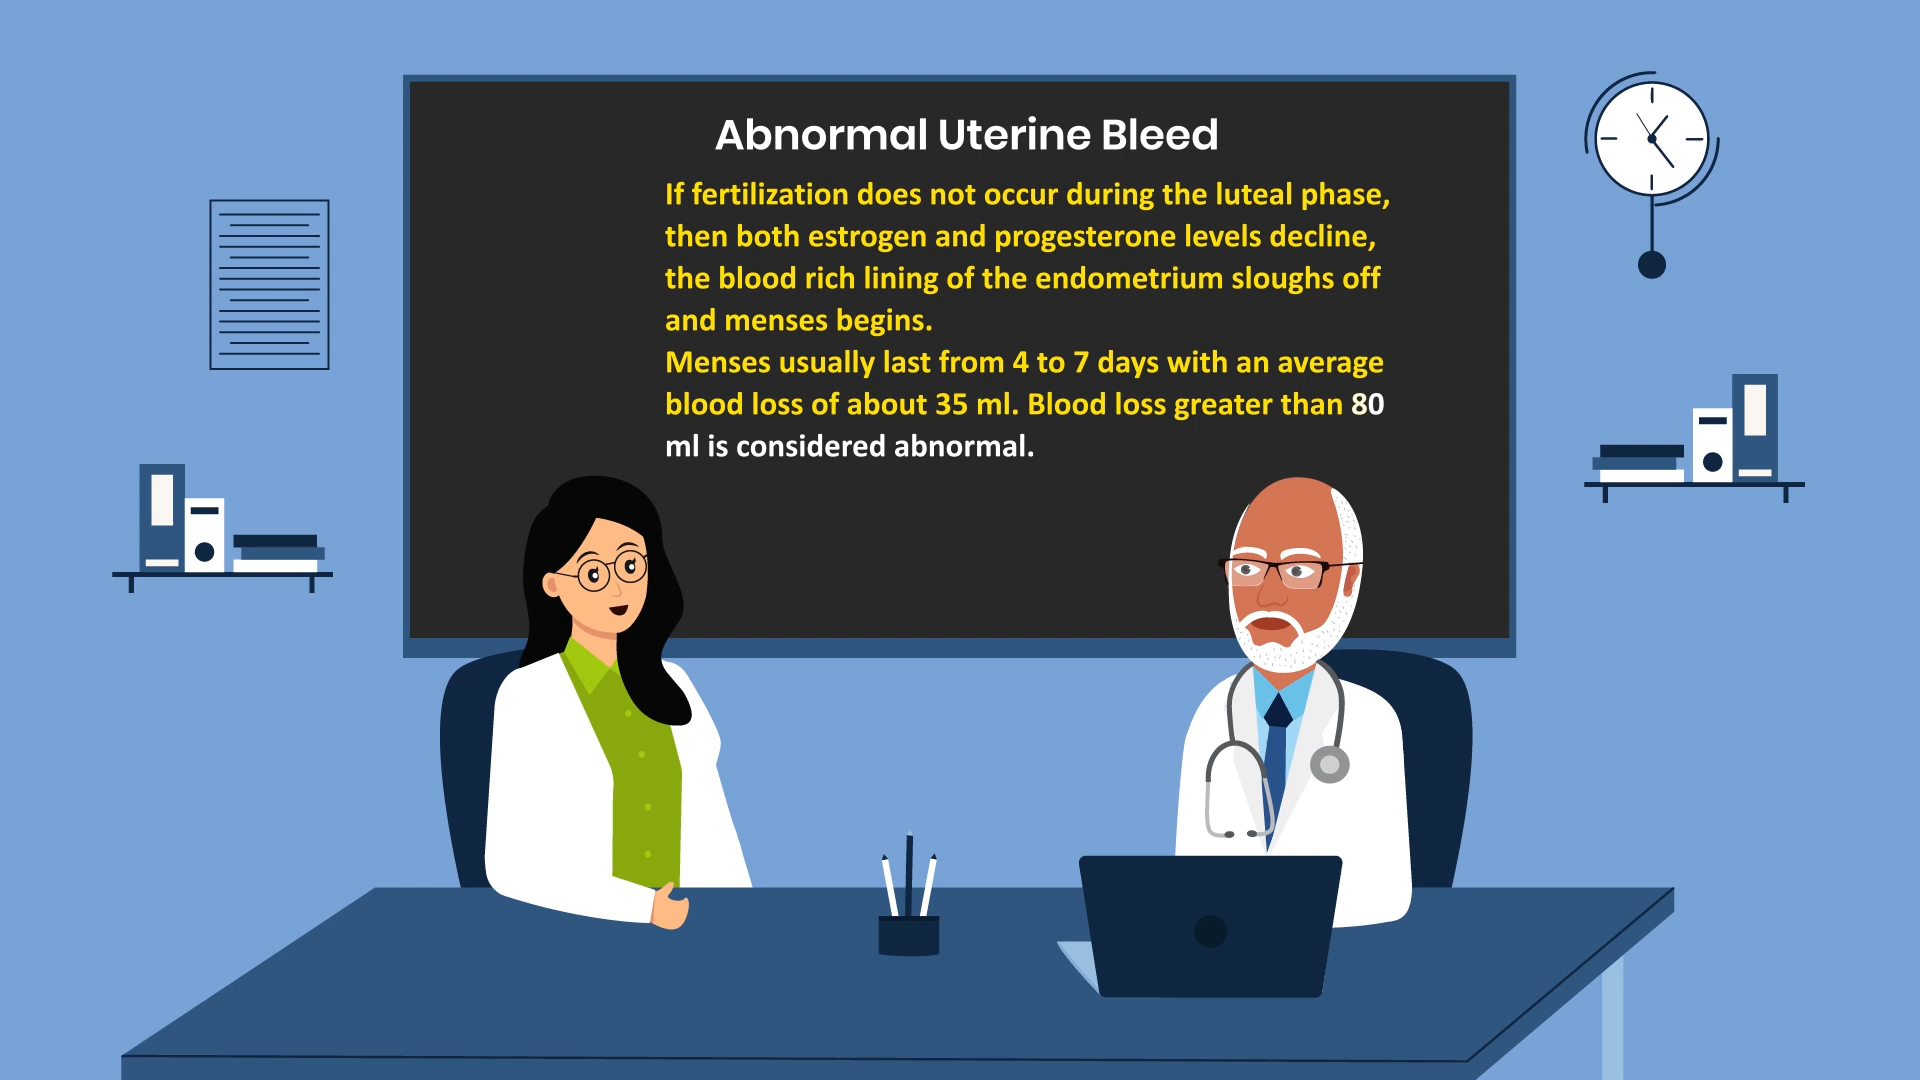 Abnormal Uterine Bleed
If fertilization does not occur during the luteal phase,
then both estrogen and progesterone levels decline,
the blood rich lining of the endometrium sloughs off
and menses begins.
Menses usually last from 4 to 7 days with an average
blood loss of about 35 ml. Blood loss greater than 80
ml is considered abnormal.